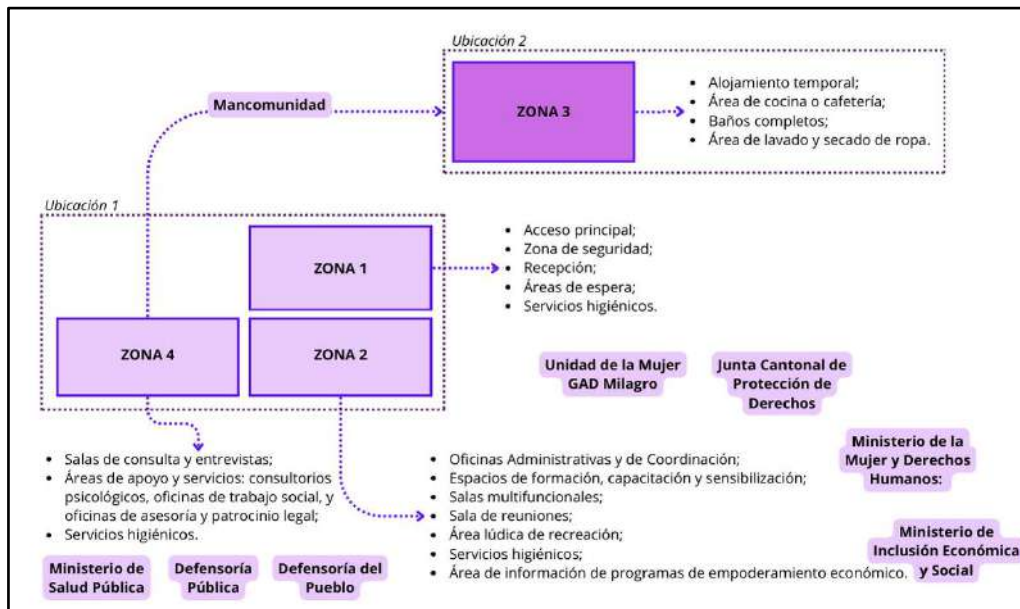 Ubicación 2
Mancomunidad
ZONA 3
• Alojamiento temporal;
• Área de cocina o cafetería;
• Baños completos;
• Área de lavado y secado de ropa.
Ubicación 1
ZONA 1
• Acceso principal;
• Zona de seguridad;
• Recepción;
• Áreas de espera;
• Servicios higiénicos.
ZONA 4
ZONA 2
Unidad de la Mujer
GAD Milagro
Junta Cantonal de
Protección de
Derechos
Ministerio de la
Mujer y Derechos
Humanos:
• Salas de consulta y entrevistas;
• Áreas de apoyo y servicios: consultorios
psicológicos, oficinas de trabajo social, y
oficinas de asesoría y patrocinio legal;
• Servicios higiénicos.
• Oficinas Administrativas y de Coordinación;
• Espacios de formación, capacitación y sensibilización;
• Salas multifuncionales;
• Sala de reuniones;
• Área lúdica de recreación;
• Servicios higiénicos;
• Área de información de programas de empoderamiento económico.
Ministerio de
Inclusión Económica
y Social
Ministerio de
Salud Pública
Defensoría
Pública
Defensoría del
Pueblo